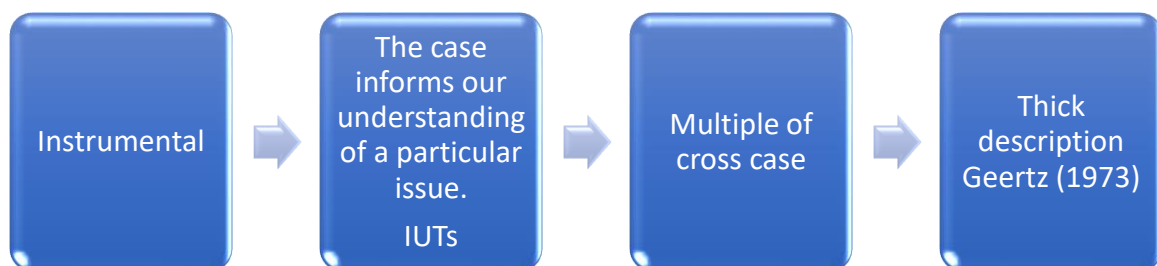 Instrumental
The case
informs our
understanding
of a particular
issue.
IUTs
Multiple of
cross case
Thick
description
Geertz (1973)